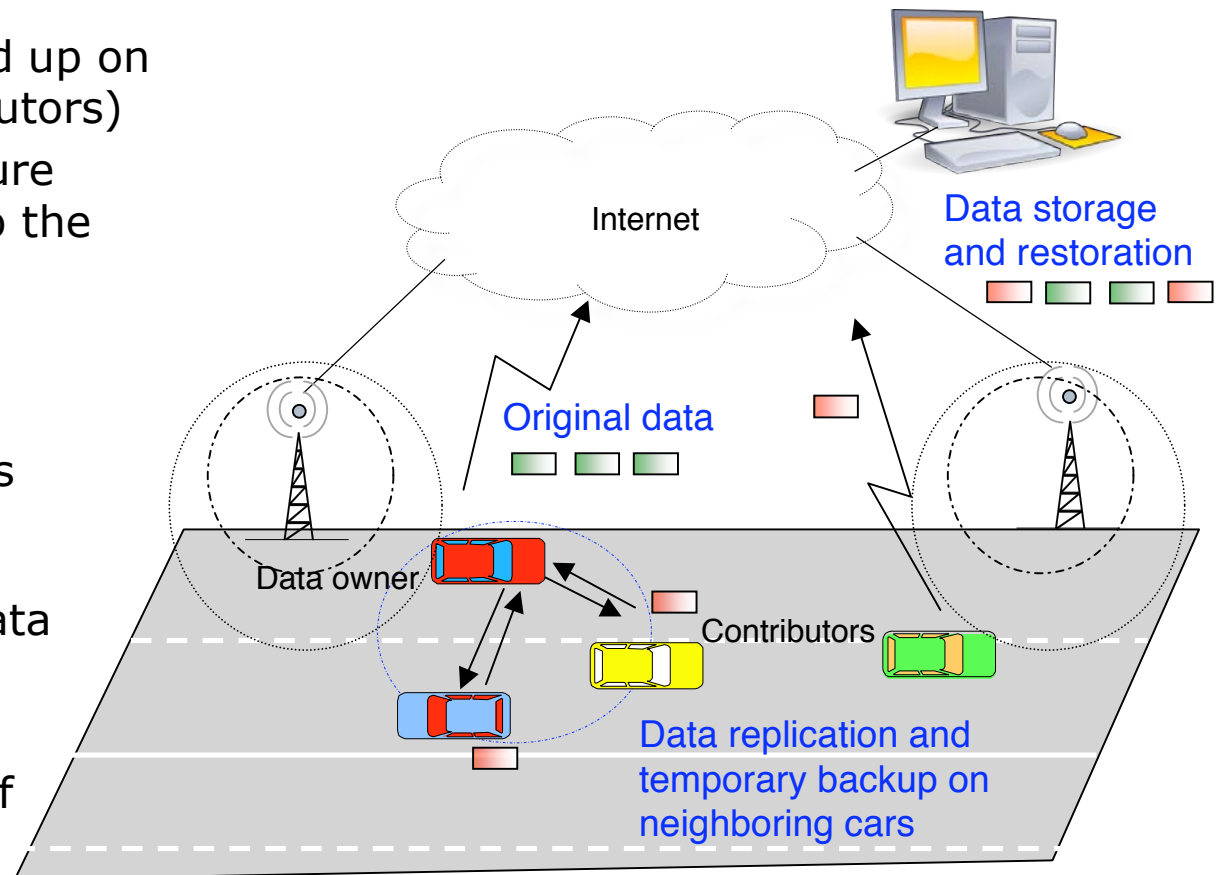 d up on
utors)
ure
o the
s
ata
f
Internet
Data storage
and restoration
Original data
Data owner
Contributors
Data replication and
temporary backup on
neighboring cars